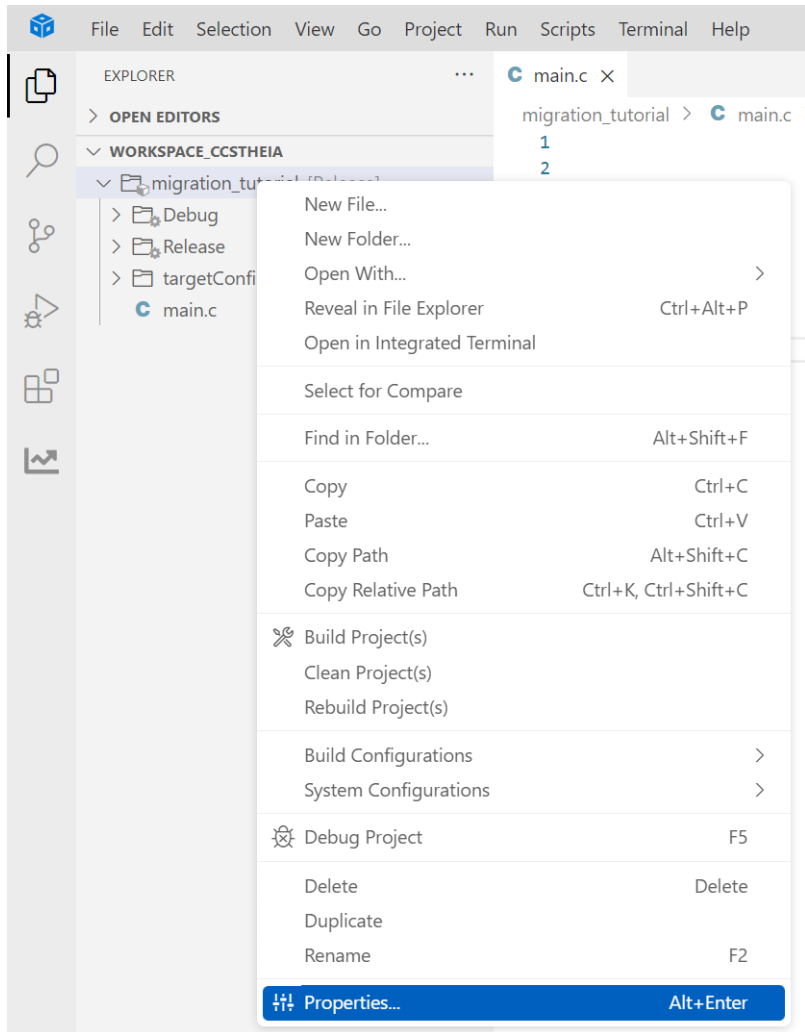 File Edit Selection View Go Project Run Scripts Terminal Help
EXPLORER
OPEN EDITORS
WORKSPACE_CCSTHEIA
migration_tutorial [Release]
Debug
Release
targetConfi
C main.c
C main.c
migration_tutorial > C main.c
1
2
New File...
New Folder...
Open With...
Reveal in File Explorer Ctrl+Alt+P
Open in Integrated Terminal
Select for Compare
Find in Folder... Alt+Shift+F
Copy Ctrl+C
Paste Ctrl+V
Copy Path Alt+Shift+C
Copy Relative Path Ctrl+K, Ctrl+Shift+C
Build Project(s)
Clean Project(s)
Rebuild Project(s)
Build Configurations
System Configurations
Debug Project F5
Delete Delete
Duplicate
Rename F2
Properties... Alt+Enter